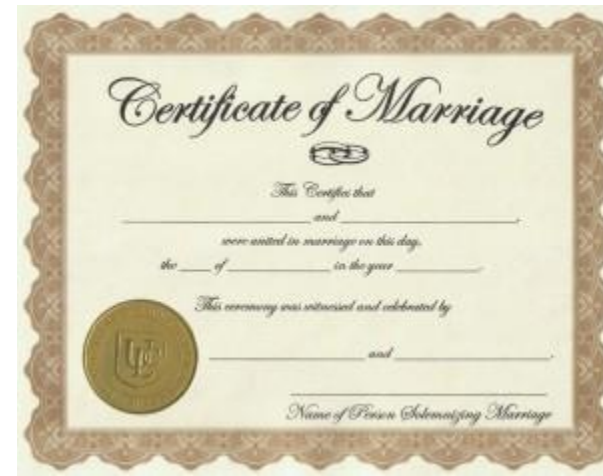 Certificate of Marriage
This Certifies that
and ,
were united in marriage on this day,
the of in the year .
This ceremony was witnessed and celebrated by
and .
Name of Person Solemnizing Marriage